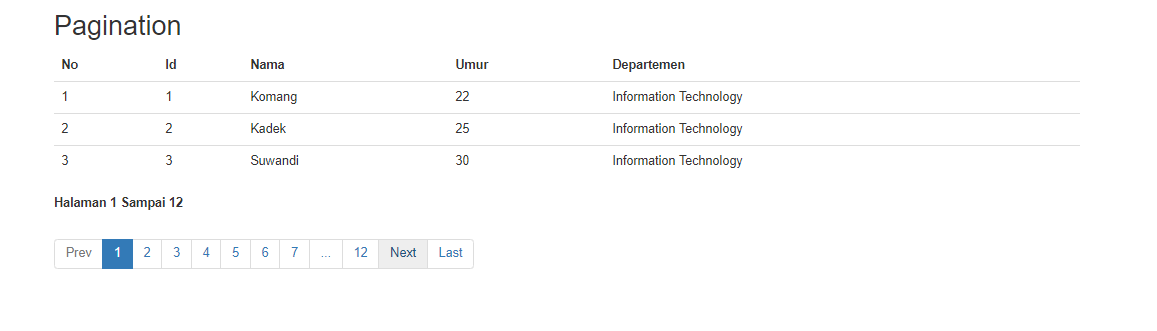 Pagination
No Id Nama Umur Departemen
1 1 Komang 22 Information Technology
2 2 Kadek 25 Information Technology
3 3 Suwandi 30 Information Technology
Halaman 1 Sampai 12
Prev 1 2 3 4 5 6 7 ... 12 Next Last